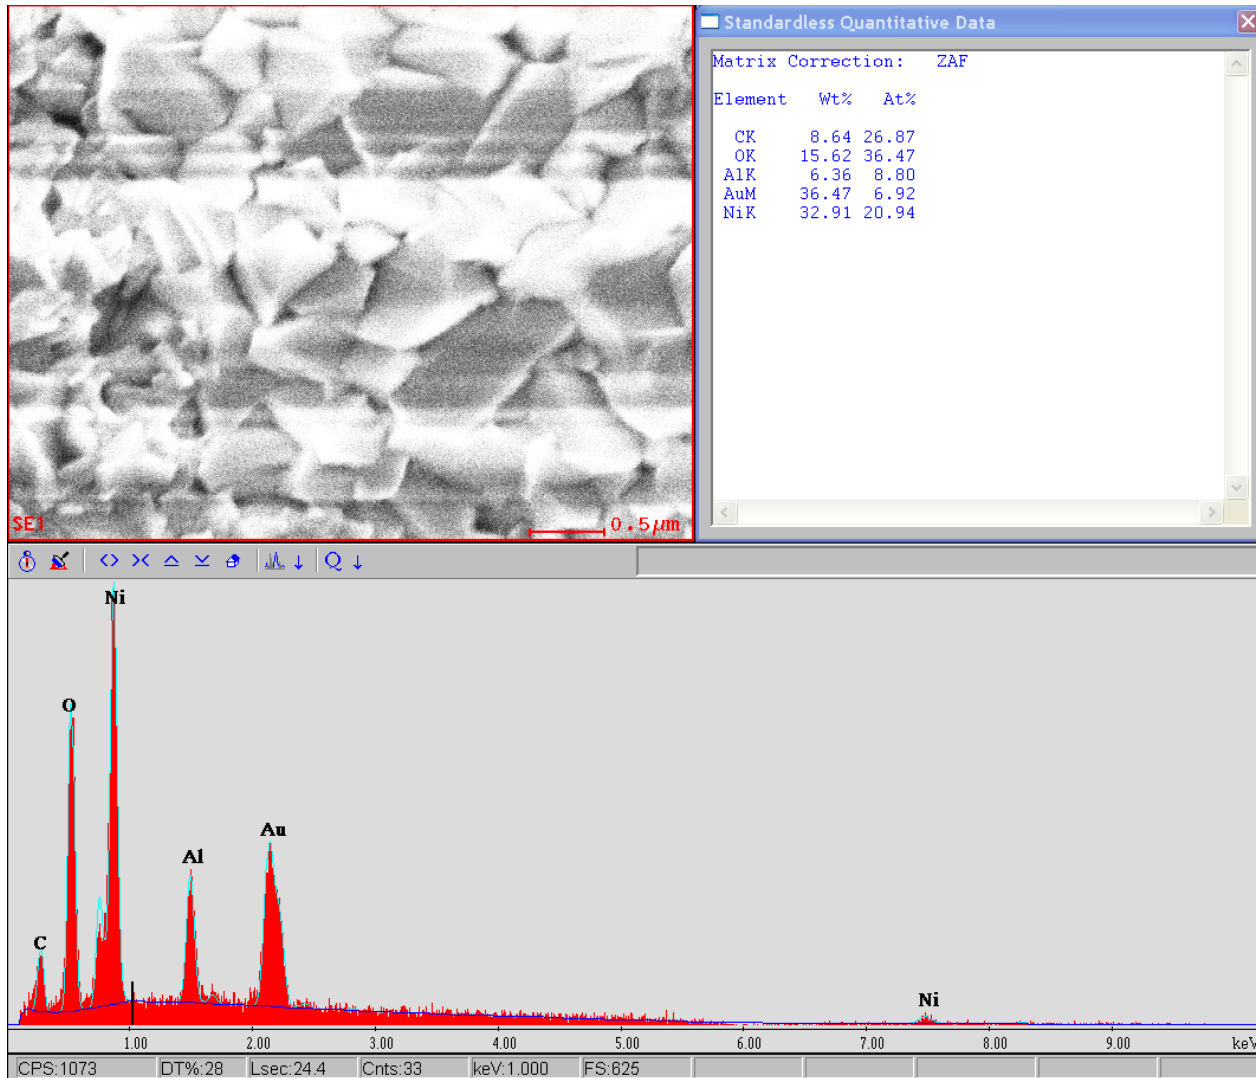 Standardless Quantitative Data
Matrix Correction: ZAF
Element Wt% At%
CK 8.64 26.87
OK 15.62 36.47
AlK 6.36 8.80
AuM 36.47 6.92
NiK 32.91 20.94
SE1
0.5µm
Q
Ni
O
Au
Al
C
Ni
1.00 2.00 3.00 4.00 5.00 6.00 7.00 8.00 9.00 keV
CPS:1073 DT%:28 Lsec:24.4 Cnts:33 keV:1.000 FS:625